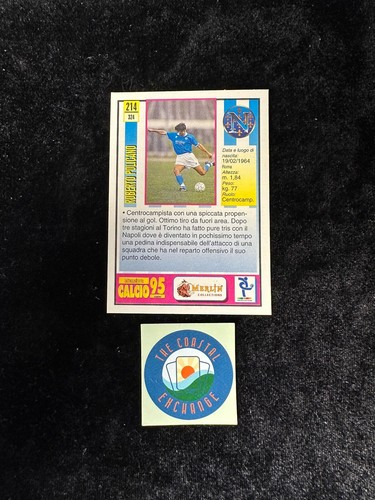 214
324
ROBERTO POLICANO
N
Data e luogo di
nascita:
19/02/1964
Roma
Altezza:
m. 1,84
Peso:
kg. 77
Ruolo:
Centrocamp.
• Centrocampista con una spiccata propen-
sione al gol. Ottimo tiro da fuori area. Dopo
tre stagioni al Torino ha fatto pure tris con il
Napoli dove è diventato in pochissimo tempo
una pedina indispensabile dell'attacco di una
squadra che ha nel reparto offensivo il suo
punto debole.
CALCIO 95
MERLIN
COLLECTIONS
THE COASTAL
EXCHANGE